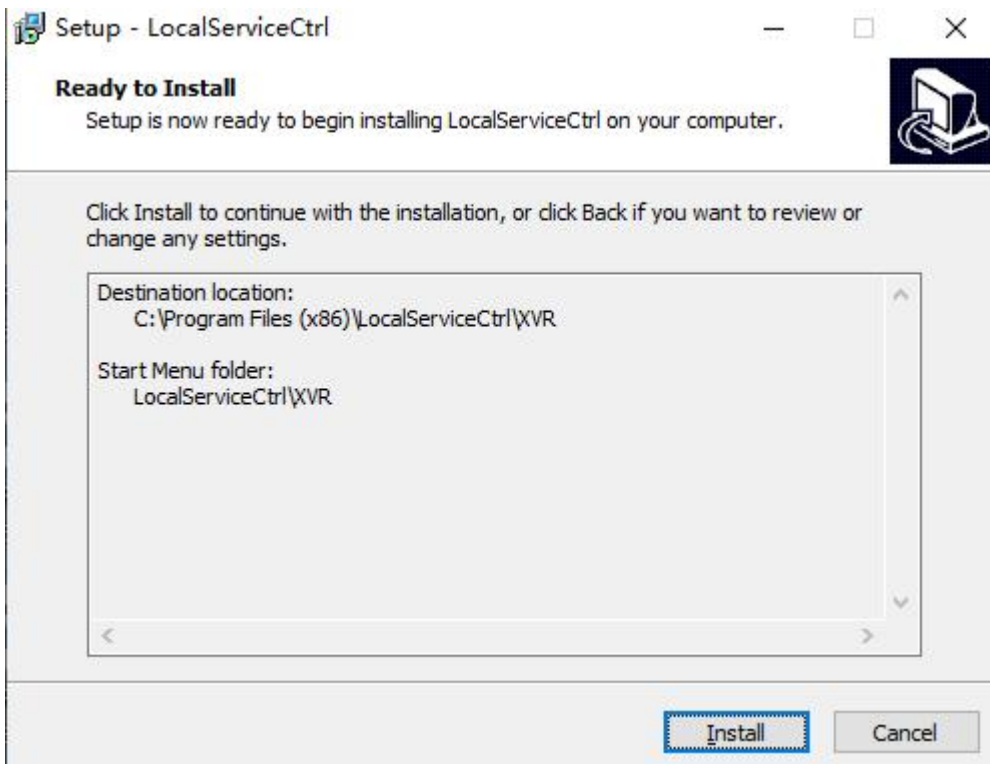 Setup - LocalServiceCtrl
Ready to Install
Setup is now ready to begin installing LocalServiceCtrl on your computer.
Click Install to continue with the installation, or click Back if you want to review or
change any settings.
Destination location:
C:\Program Files (x86)\LocalServiceCtrl\XVR
Start Menu folder:
LocalServiceCtrl\XVR
Install
Cancel